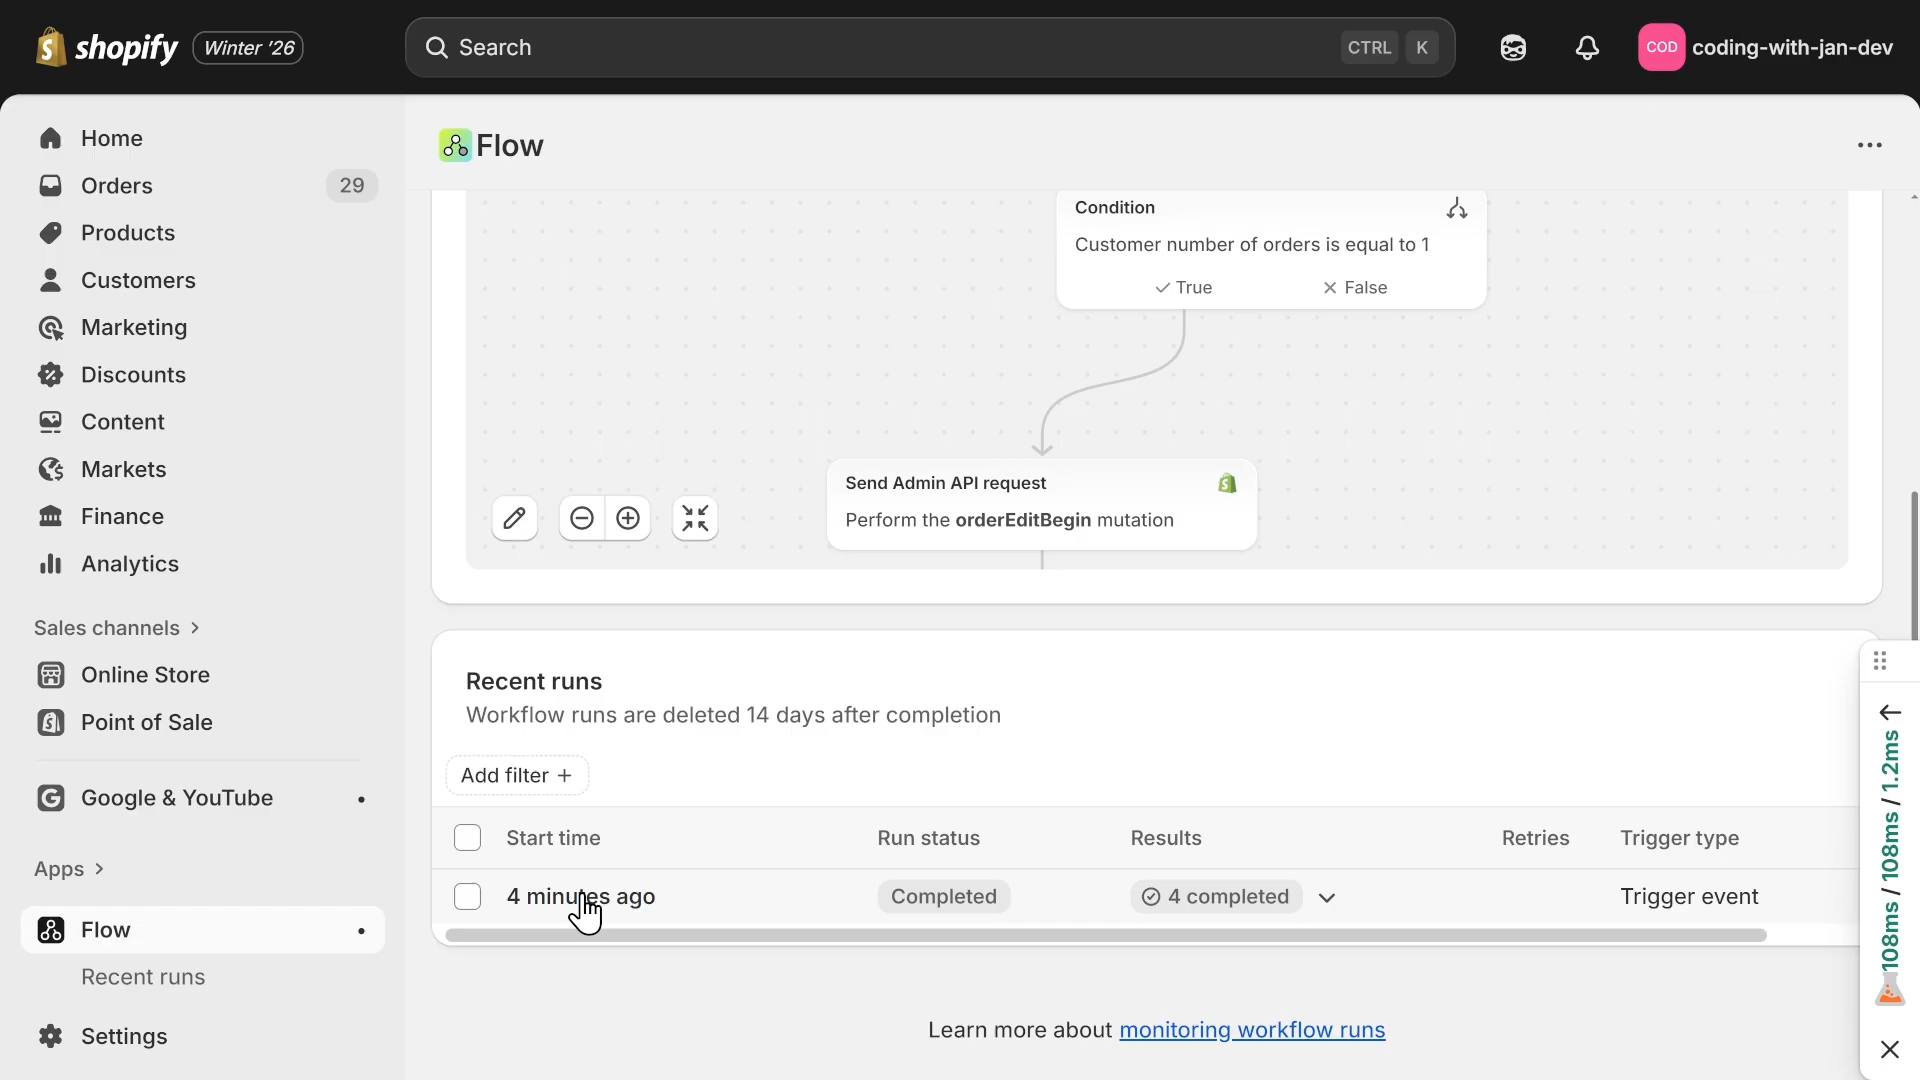 shopify
Winter '26
Search
CTRL K
COD
coding-with-jan-dev
Home
Orders
29
Products
Customers
Marketing
Discounts
Content
Markets
Finance
Analytics
Sales channels
Online Store
Point of Sale
Google & YouTube
Apps
Flow
Recent runs
Settings
Flow
Condition
Customer number of orders is equal to 1
True
False
Send Admin API request
Perform the orderEditBegin mutation
Recent runs
Workflow runs are deleted 14 days after completion
Add filter +
Start time Run status Results Retries Trigger type
4 minutes ago Completed 4 completed Trigger event
Learn more about monitoring workflow runs
108ms / 108ms / 1.2ms